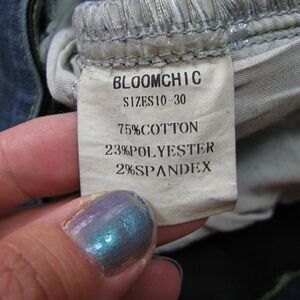 BLOOMCHIC
SIZES10-30
75%COTTON
23%POLYESTER
2%SPANDEX